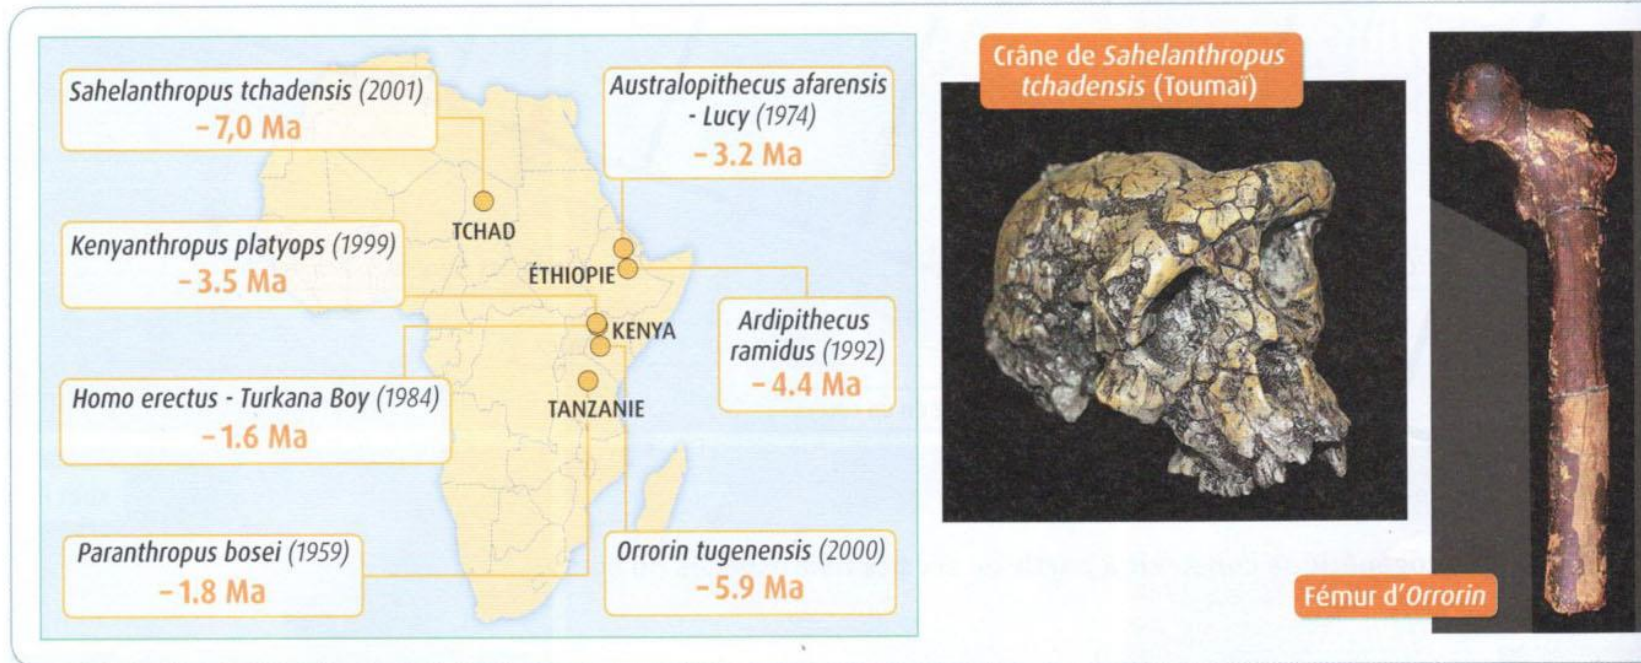 Sahelanthropus tchadensis (2001)
– 7,0 Ma
Australopithecus afarensis
- Lucy (1974)
– 3.2 Ma
Kenyanthropus platyops (1999)
– 3.5 Ma
TCHAD
ÉTHIOPIE
KENYA
TANZANIE
Ardipithecus
ramidus (1992)
– 4.4 Ma
Homo erectus - Turkana Boy (1984)
– 1.6 Ma
Paranthropus bosei (1959)
– 1.8 Ma
Orrorin tugenensis (2000)
– 5.9 Ma
Crâne de Sahelanthropus
tchadensis (Toumaï)
Fémur d'Orrorin